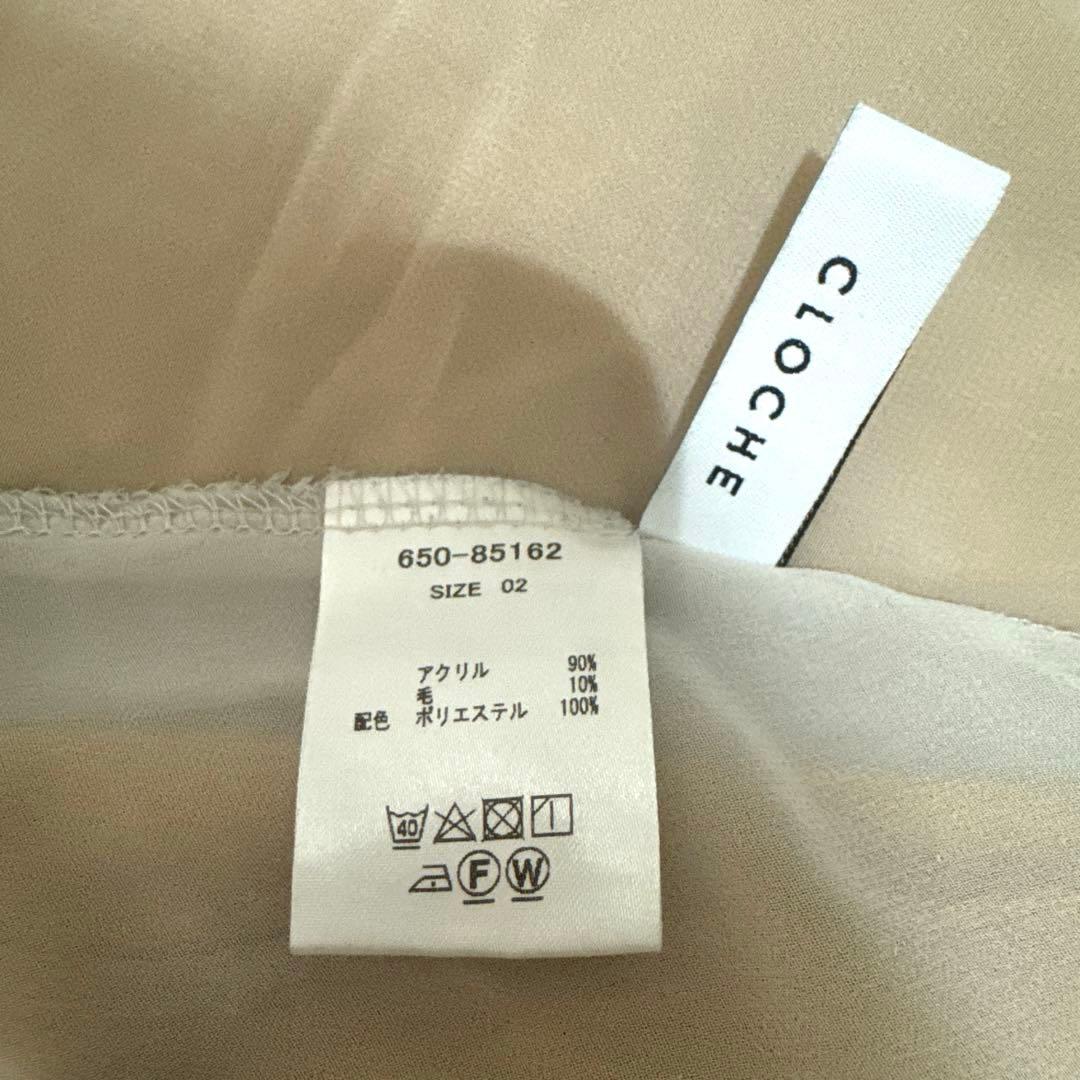 CLOCHE
650-85162
SIZE 02
アクリル 90%
毛 10%
配色 ポリエステル 100%
40
F W